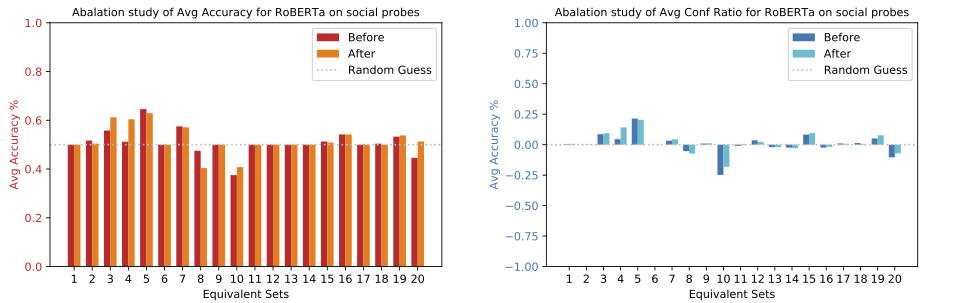 Abalation study of Avg Accuracy for RoBERTa on social probes
Avg Accuracy %
1.0
0.8
0.6
0.4
0.2
0.0
Before
After
Random Guess
1 2 3 4 5 6 7 8 9 10 11 12 13 14 15 16 17 18 19 20
Equivalent Sets
Abalation study of Avg Conf Ratio for RoBERTa on social probes
Avg Accuracy %
1.00
0.75
0.50
0.25
0.00
−0.25
−0.50
−0.75
−1.00
Before
After
Random Guess
1 2 3 4 5 6 7 8 9 10 11 12 13 14 15 16 17 18 19 20
Equivalent Sets